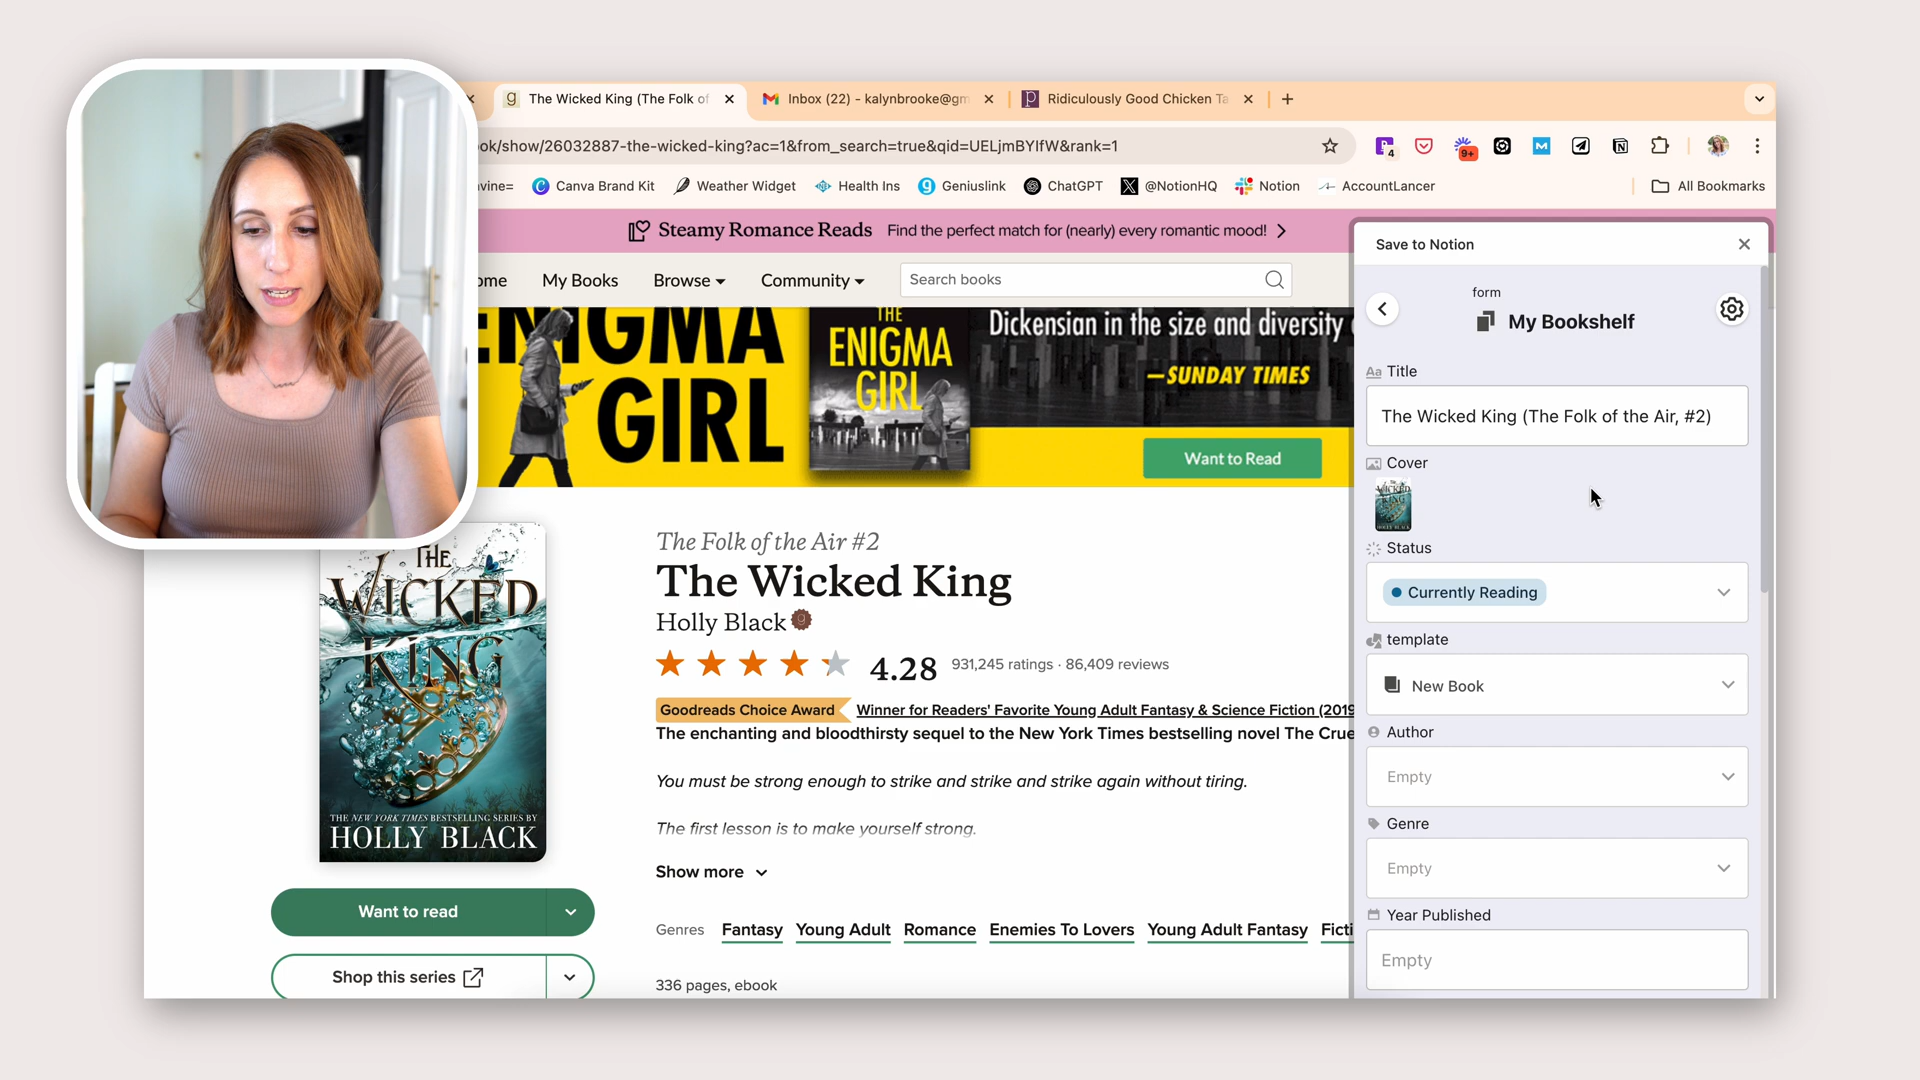 The Wicked King (The Folk of
Inbox (22) - kalynbrooke@gm
Ridiculously Good Chicken Ta
ok/show/26032887-the-wicked-king?ac=1&from_search=true&qid=UELjmBYIfW&rank=1
4
9+
vine=
Canva Brand Kit
Weather Widget
Health Ins
Geniuslink
ChatGPT
@NotionHQ
Notion
AccountLancer
All Bookmarks
Steamy Romance Reads
Find the perfect match for (nearly) every romantic mood!
ome
My Books
Browse
Community
Search books
ENIGMA
GIRL
THE
ENIGMA
GIRL
Dickensian in the size and diversity
—SUNDAY TIMES
Want to Read
THE
WICKED
KING
THE NEW YORK TIMES BESTSELLING SERIES BY
HOLLY BLACK
Want to read
Shop this series
The Folk of the Air #2
The Wicked King
Holly Black
4.28
931,245 ratings · 86,409 reviews
Goodreads Choice Award
Winner for Readers' Favorite Young Adult Fantasy & Science Fiction (2019
The enchanting and bloodthirsty sequel to the New York Times bestselling novel The Crue
You must be strong enough to strike and strike and strike again without tiring.
The first lesson is to make yourself strong.
Show more
Genres
Fantasy
Young Adult
Romance
Enemies To Lovers
Young Adult Fantasy
Ficti
336 pages, ebook
Save to Notion
form
My Bookshelf
Aa Title
The Wicked King (The Folk of the Air, #2)
Cover
Status
Currently Reading
template
New Book
Author
Empty
Genre
Empty
Year Published
Empty